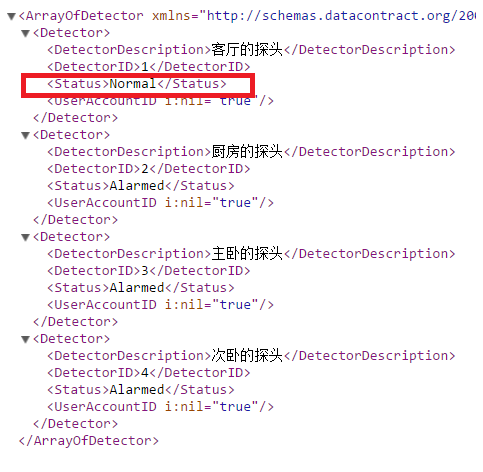 ▼<ArrayOfDetector xmlns="http://schemas.datacontract.org/200
▼<Detector>
<DetectorDescription>客厅的探头</DetectorDescription>
<DetectorID>1</DetectorID>
<Status>Normal</Status>
<UserAccountID i:nil="true"/>
</Detector>
▼<Detector>
<DetectorDescription>厨房的探头</DetectorDescription>
<DetectorID>2</DetectorID>
<Status>Alarmed</Status>
<UserAccountID i:nil="true"/>
</Detector>
▼<Detector>
<DetectorDescription>主卧的探头</DetectorDescription>
<DetectorID>3</DetectorID>
<Status>Alarmed</Status>
<UserAccountID i:nil="true"/>
</Detector>
▼<Detector>
<DetectorDescription>次卧的探头</DetectorDescription>
<DetectorID>4</DetectorID>
<Status>Alarmed</Status>
<UserAccountID i:nil="true"/>
</Detector>
</ArrayOfDetector>